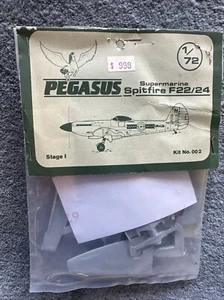 1/72
$ 998
PEGASUS
Supermarine
Spitfire F22/24
Stage I
Kit No. 002